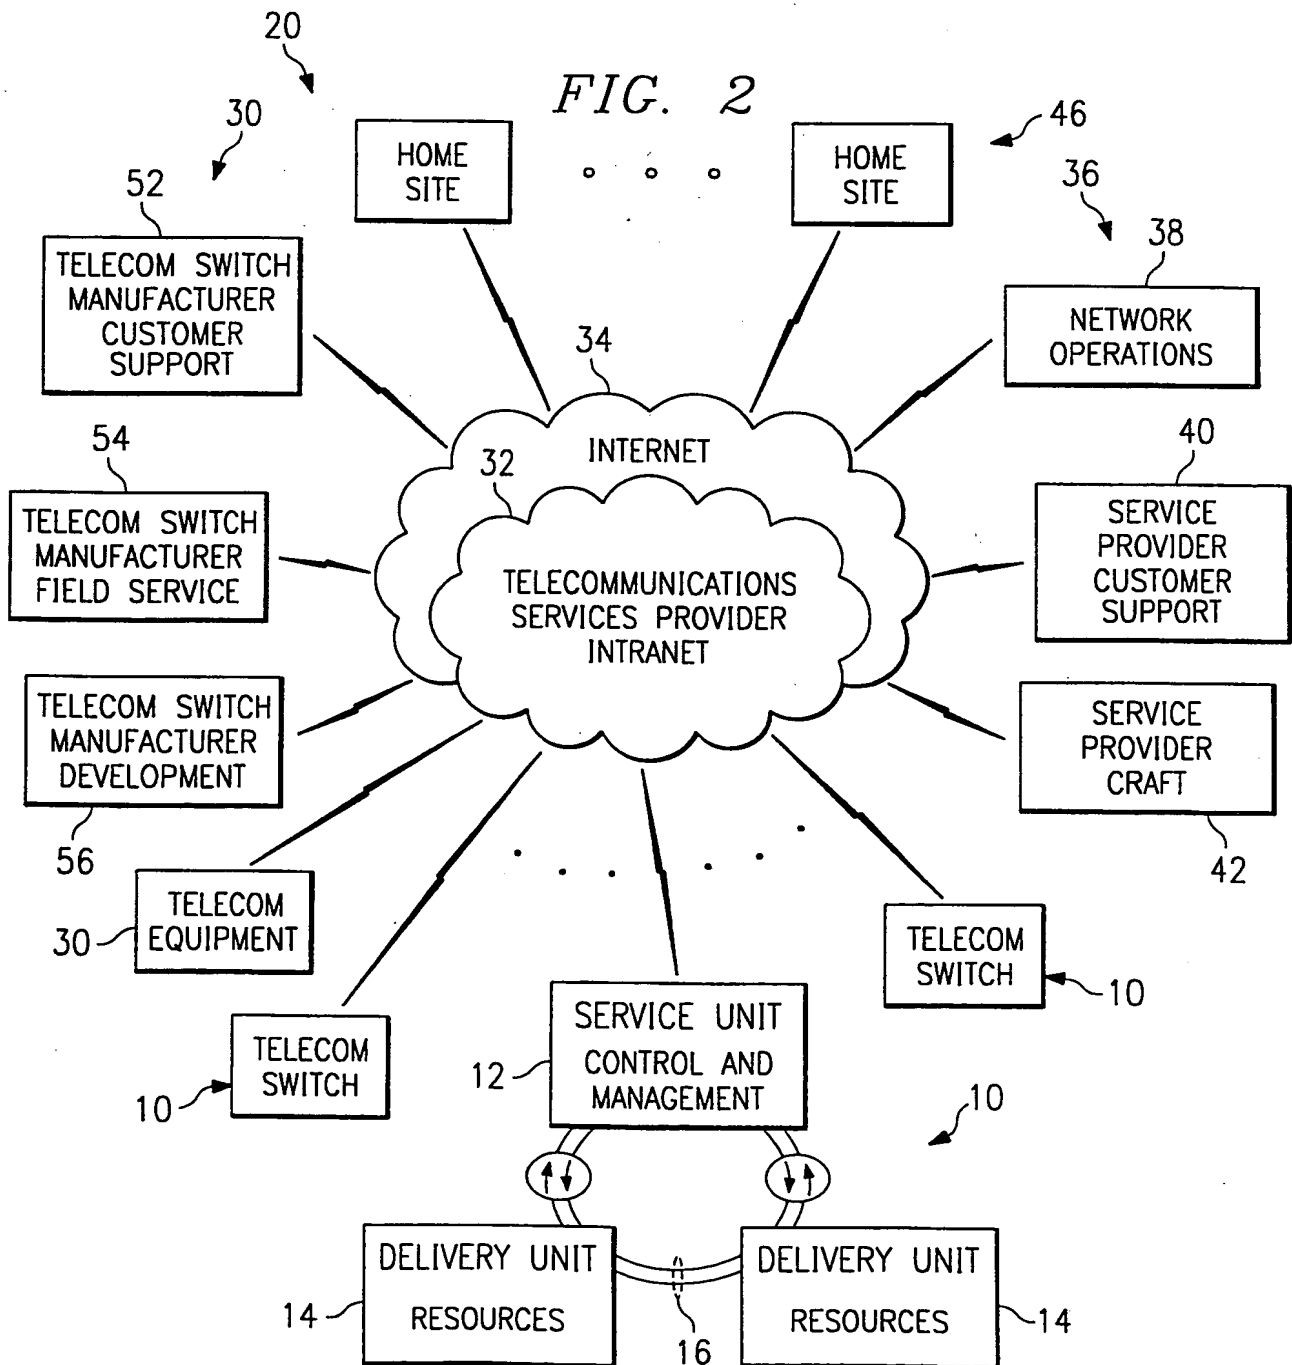 20
FIG. 2
30
46
HOME
SITE
HOME
SITE
36
52
38
TELECOM SWITCH
MANUFACTURER
CUSTOMER
SUPPORT
NETWORK
OPERATIONS
34
INTERNET
54
40
32
TELECOM SWITCH
MANUFACTURER
FIELD SERVICE
SERVICE
PROVIDER
CUSTOMER
SUPPORT
TELECOMMUNICATIONS
SERVICES PROVIDER
INTRANET
TELECOM SWITCH
MANUFACTURER
DEVELOPMENT
56
SERVICE
PROVIDER
CRAFT
42
TELECOM
EQUIPMENT
30
TELECOM
SWITCH
10
TELECOM
SWITCH
10
SERVICE UNIT
CONTROL AND
MANAGEMENT
12
10
DELIVERY UNIT
RESOURCES
14
DELIVERY UNIT
RESOURCES
14
16